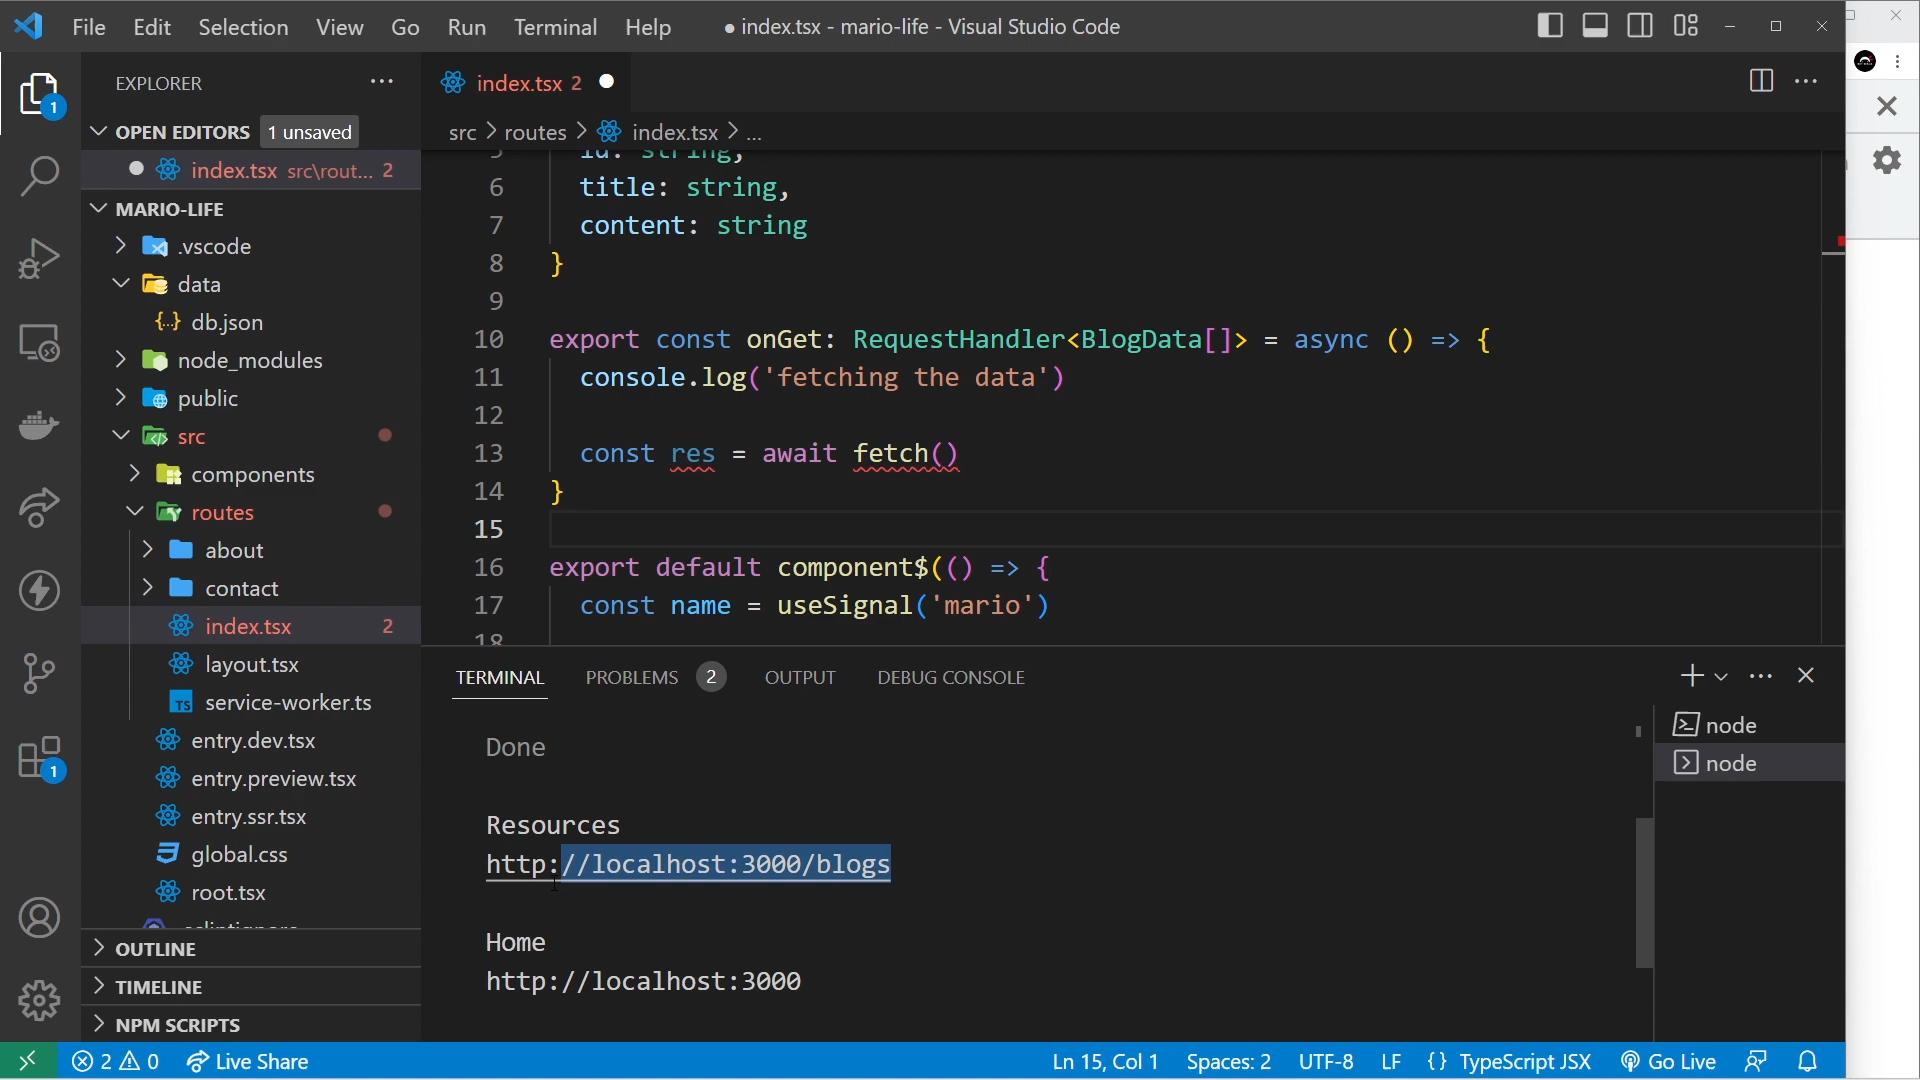 File Edit Selection View Go Run Terminal Help ● index.tsx - mario-life - Visual Studio Code
EXPLORER
1
OPEN EDITORS 1 unsaved
index.tsx src\rout... 2
MARIO-LIFE
.vscode
data
db.json
node_modules
public
src
components
routes
about
contact
index.tsx 2
layout.tsx
service-worker.ts
entry.dev.tsx
entry.preview.tsx
entry.ssr.tsx
global.css
root.tsx
OUTLINE
TIMELINE
NPM SCRIPTS
1
index.tsx 2
src > routes > index.tsx > ...
5 id: string,
6 title: string,
7 content: string
8 }
9
10 export const onGet: RequestHandler<BlogData[]> = async () => {
11 console.log('fetching the data')
12
13 const res = await fetch()
14 }
15
16 export default component$(() => {
17 const name = useSignal('mario')
18
TERMINAL PROBLEMS 2 OUTPUT DEBUG CONSOLE
Done
Resources
http://localhost:3000/blogs
Home
http://localhost:3000
node
node
2 0 Live Share Ln 15, Col 1 Spaces: 2 UTF-8 LF {} TypeScript JSX Go Live